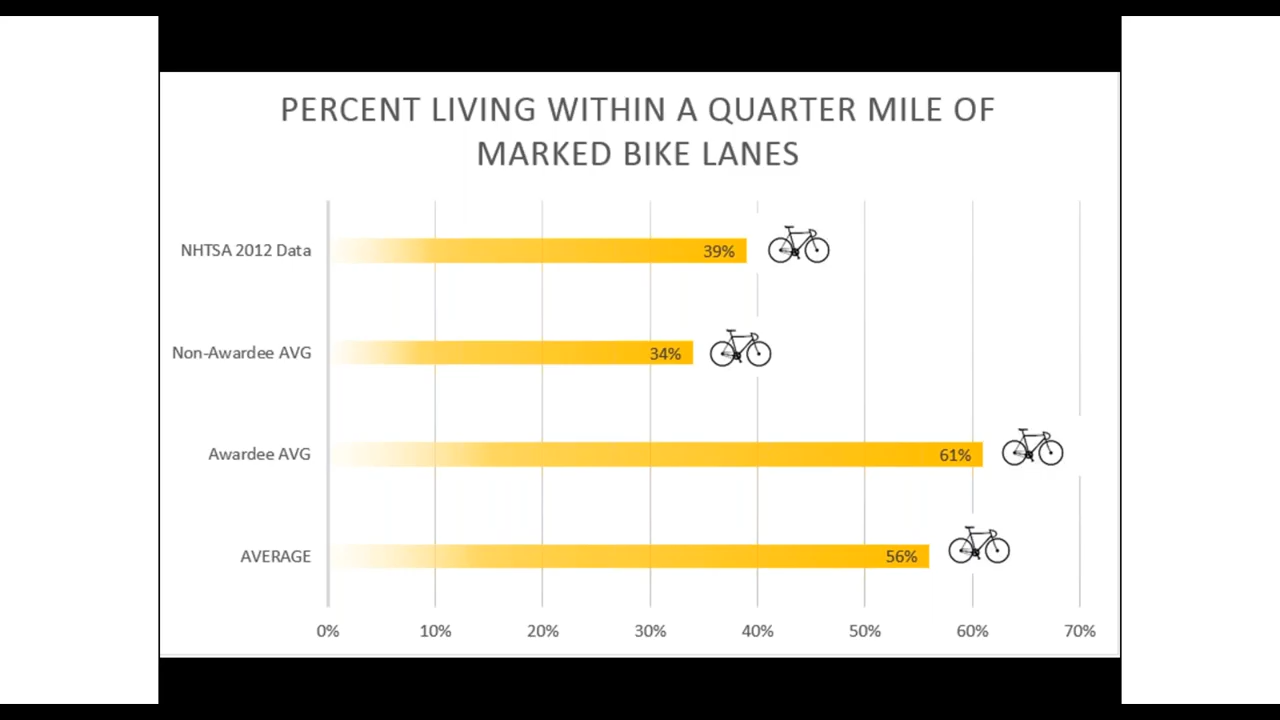 PERCENT LIVING WITHIN A QUARTER MILE OF
MARKED BIKE LANES
NHTSA 2012 Data
39%
Non-Awardee AVG
34%
Awardee AVG
61%
AVERAGE
56%
0% 10% 20% 30% 40% 50% 60% 70%